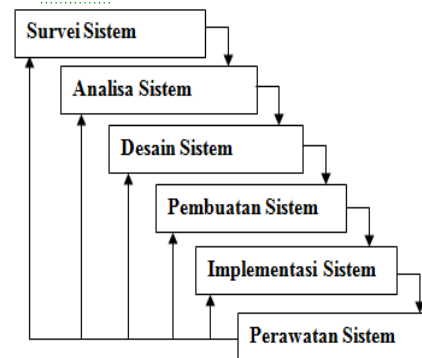 Survei Sistem
Analisa Sistem
Desain Sistem
Pembuatan Sistem
Implementasi Sistem
Perawatan Sistem